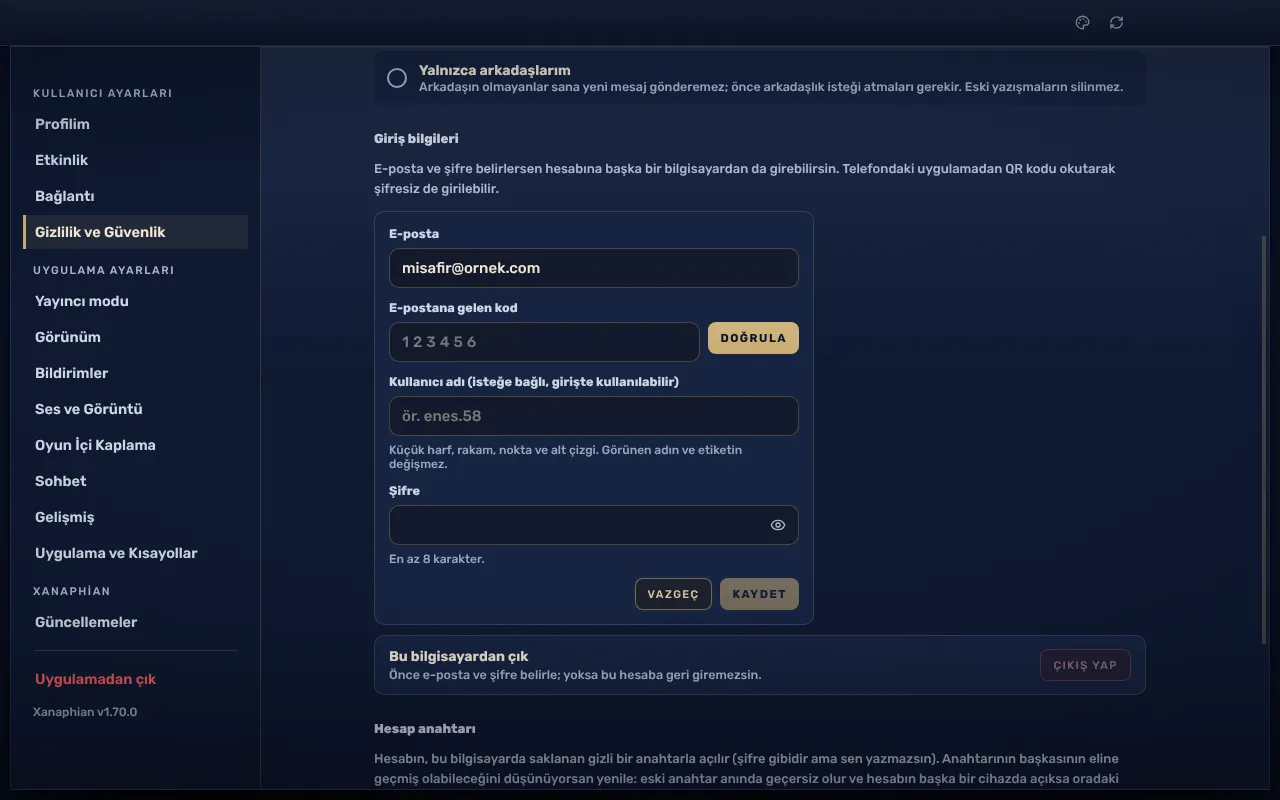 KULLANICI AYARLARI
Profilim
Etkinlik
Bağlantı
Gizlilik ve Güvenlik
UYGULAMA AYARLARI
Yayıncı modu
Görünüm
Bildirimler
Ses ve Görüntü
Oyun İçi Kaplama
Sohbet
Gelişmiş
Uygulama ve Kısayollar
XANAPHİAN
Güncellemeler
Uygulamadan çık
Xanaphian v1.70.0
Yalnızca arkadaşlarım
Arkadaşın olmayanlar sana yeni mesaj gönderemez; önce arkadaşlık isteği atmaları gerekir. Eski yazışmaların silinmez.
Giriş bilgileri
E-posta ve şifre belirlersen hesabına başka bir bilgisayardan da girebilirsin. Telefondaki uygulamadan QR kodu okutarak
şifresiz de girilebilir.
E-posta
misafir@ornek.com
E-postana gelen kod
1 2 3 4 5 6
DOĞRULA
Kullanıcı adı (isteğe bağlı, girişte kullanılabilir)
ör. enes.58
Küçük harf, rakam, nokta ve alt çizgi. Görünen adın ve etiketin
değişmez.
Şifre
En az 8 karakter.
VAZGEÇ
KAYDET
Bu bilgisayardan çık
Önce e-posta ve şifre belirle; yoksa bu hesaba geri giremezsin.
ÇIKIŞ YAP
Hesap anahtarı
Hesabın, bu bilgisayarda saklanan gizli bir anahtarla açılır (şifre gibidir ama sen yazmazsın). Anahtarının başkasının eline
geçmiş olabileceğini düşünüyorsan yenile: eski anahtar anında geçersiz olur ve hesabın başka bir cihazda açıksa oradaki